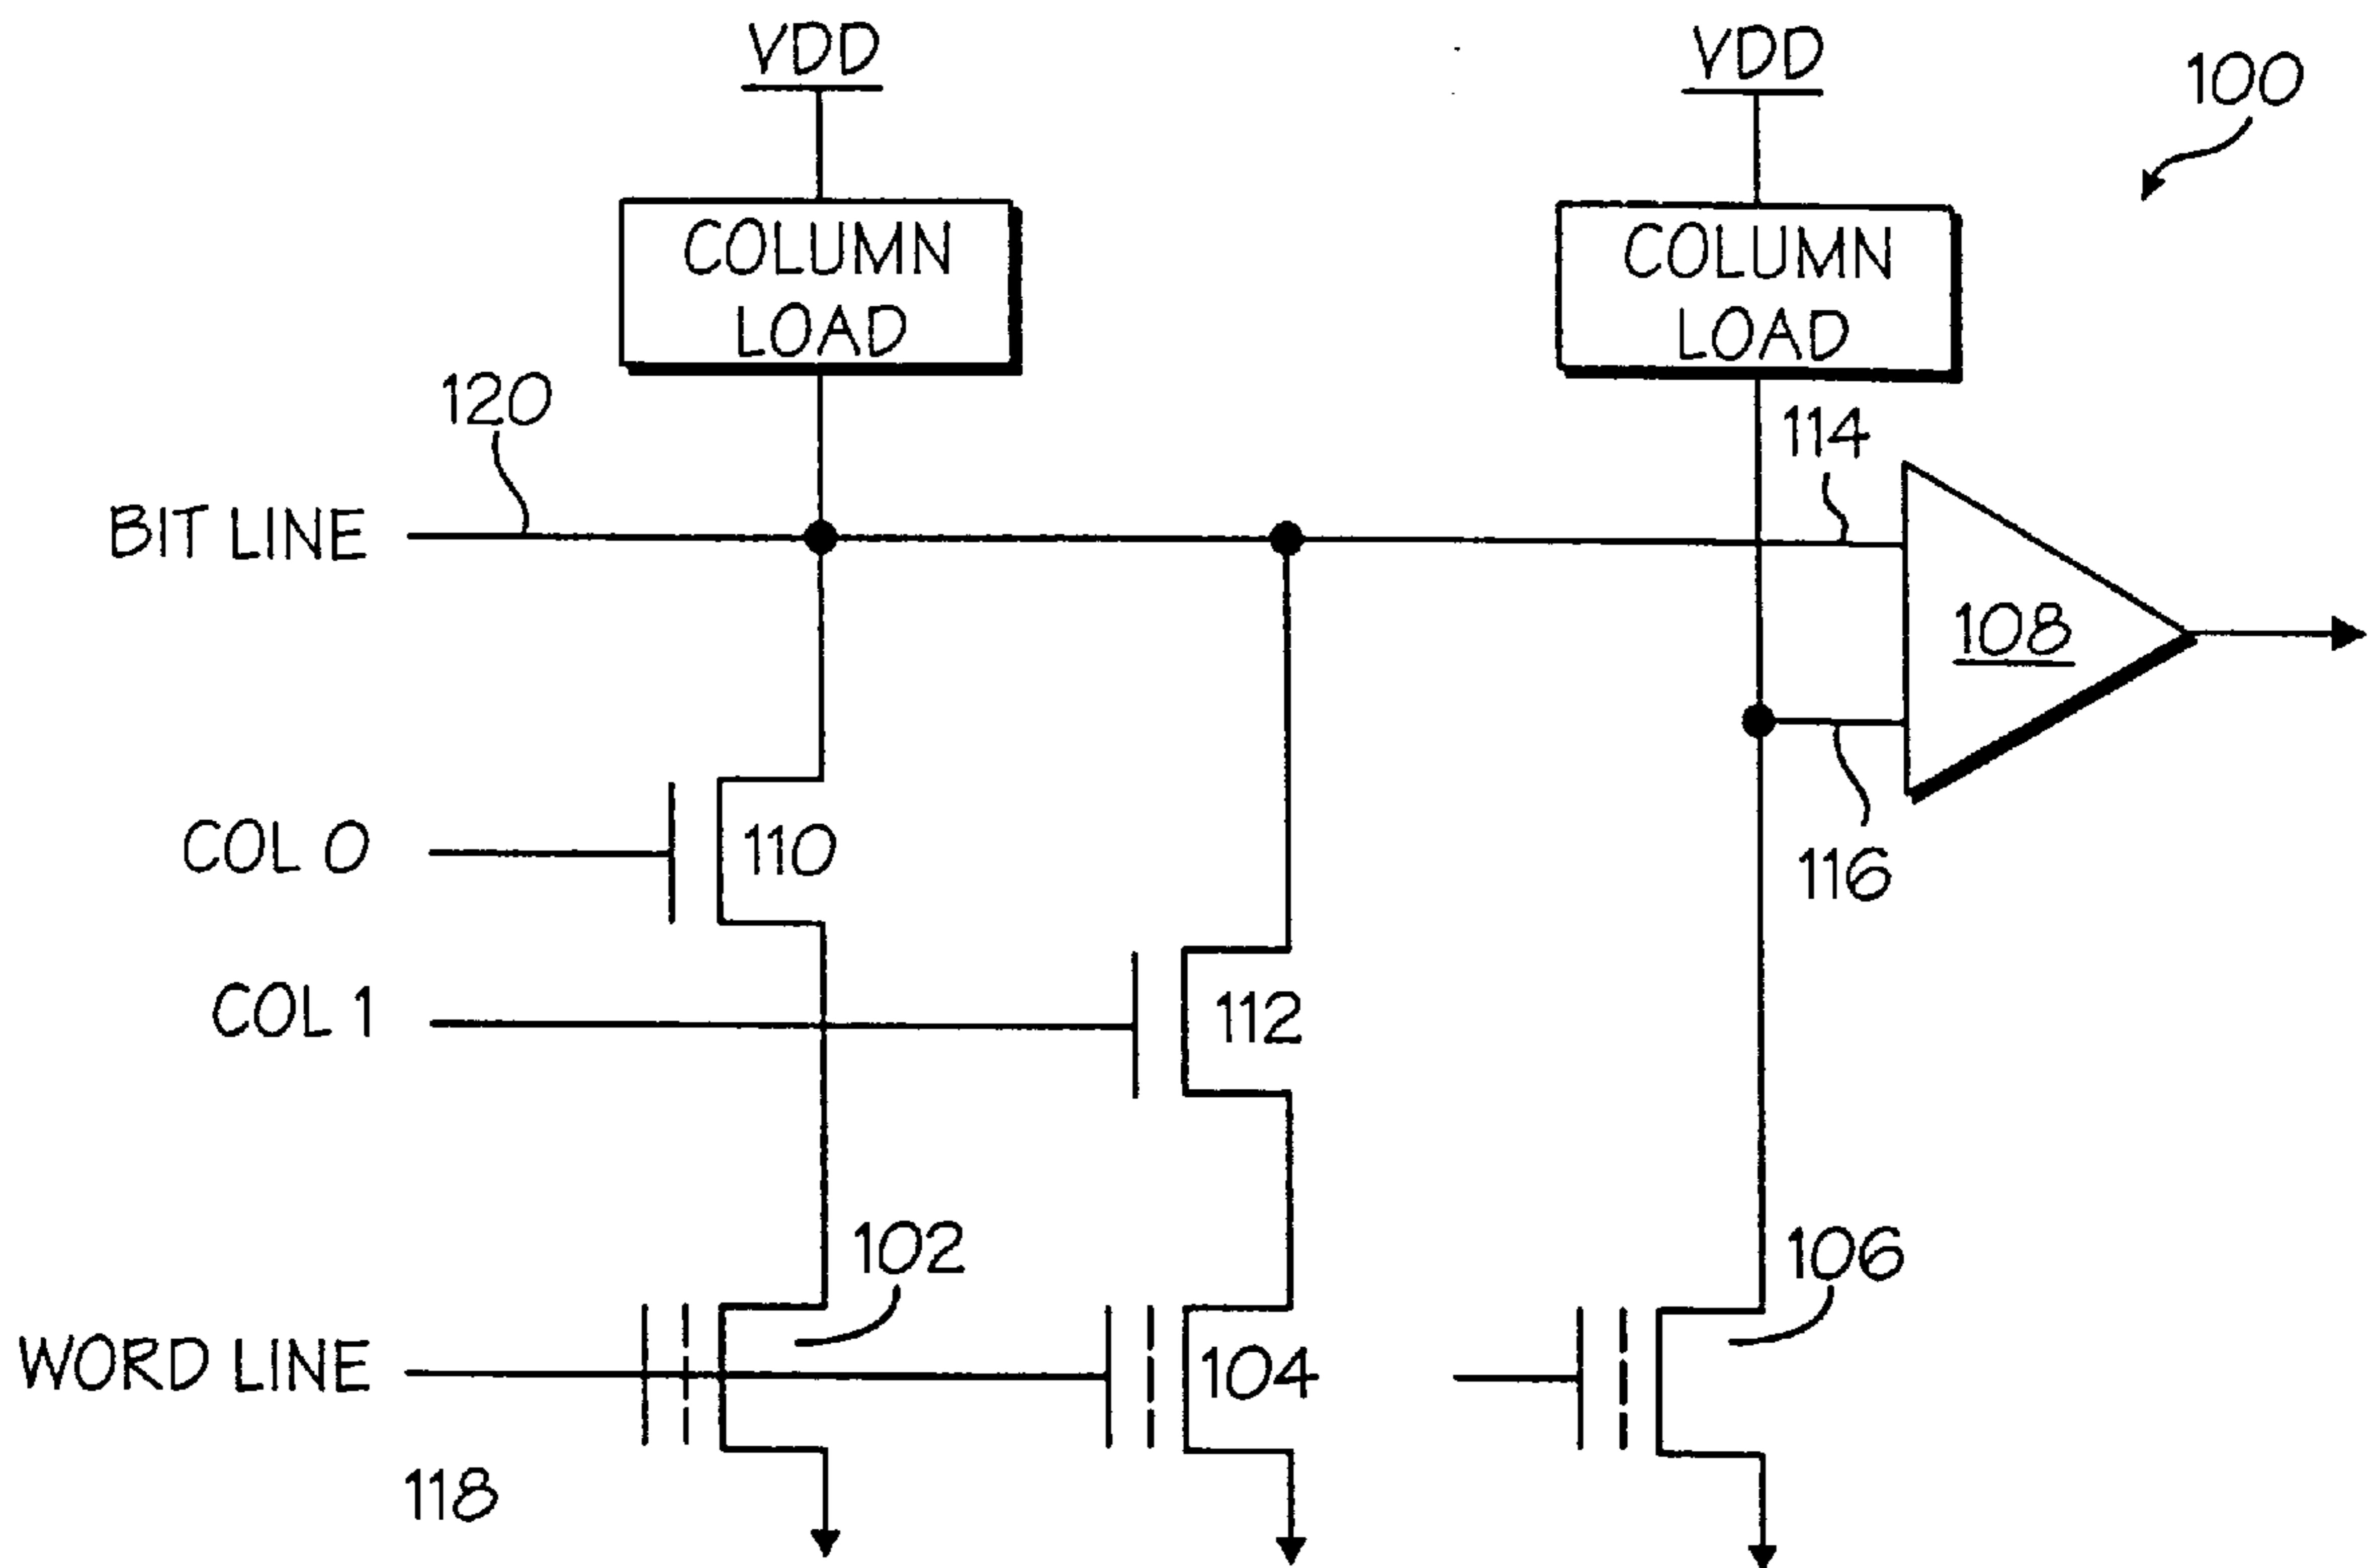 VDD
VDD
100
COLUMN
LOAD
COLUMN
LOAD
120
114
BIT LINE
108
COL 0
110
116
COL 1
112
102
106
WORD LINE
104
118